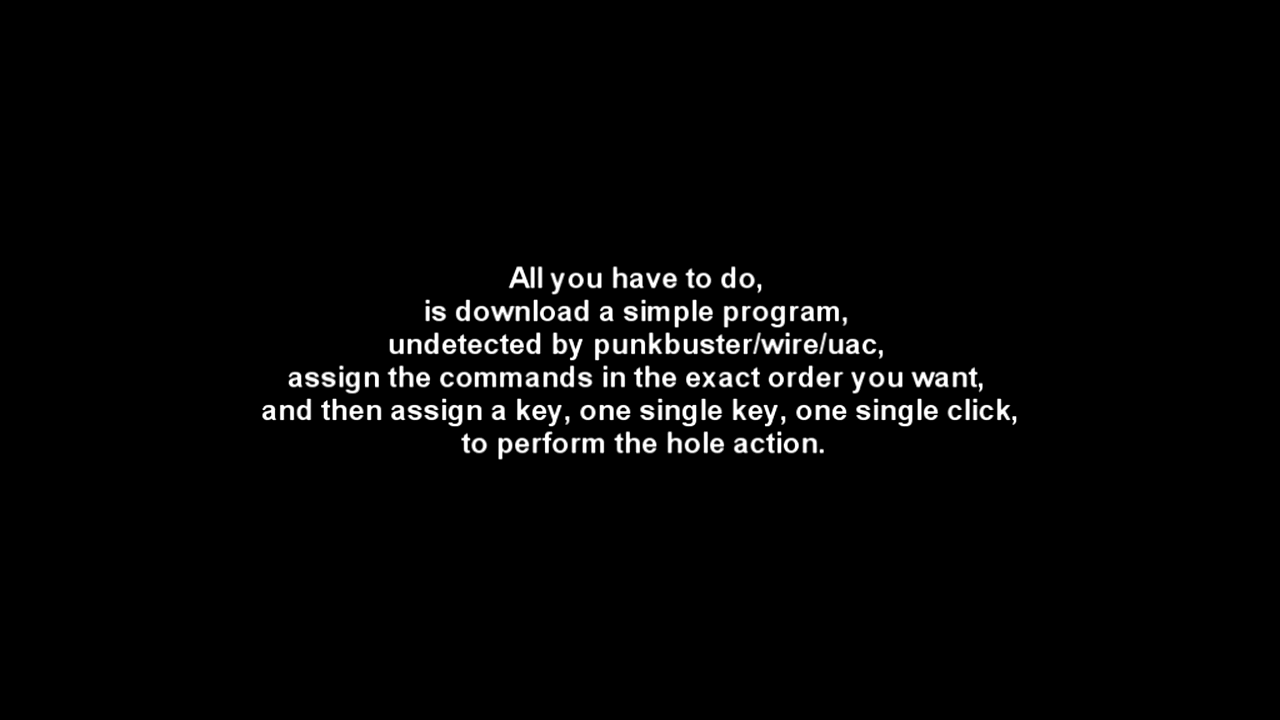 All you have to do,
is download a simple program,
undetected by punkbuster/wire/uac,
assign the commands in the exact order you want,
and then assign a key, one single key, one single click,
to perform the hole action.